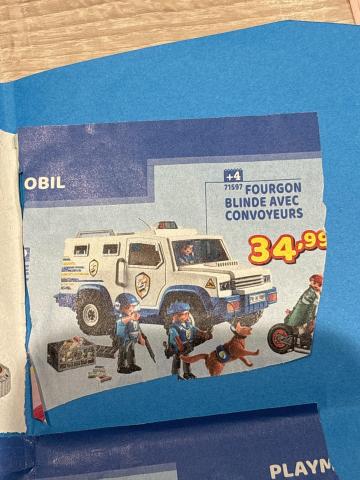 OBIL
+4
71597 FOURGON
BLINDE AVEC
CONVOYEURS
34,99
PLAYM